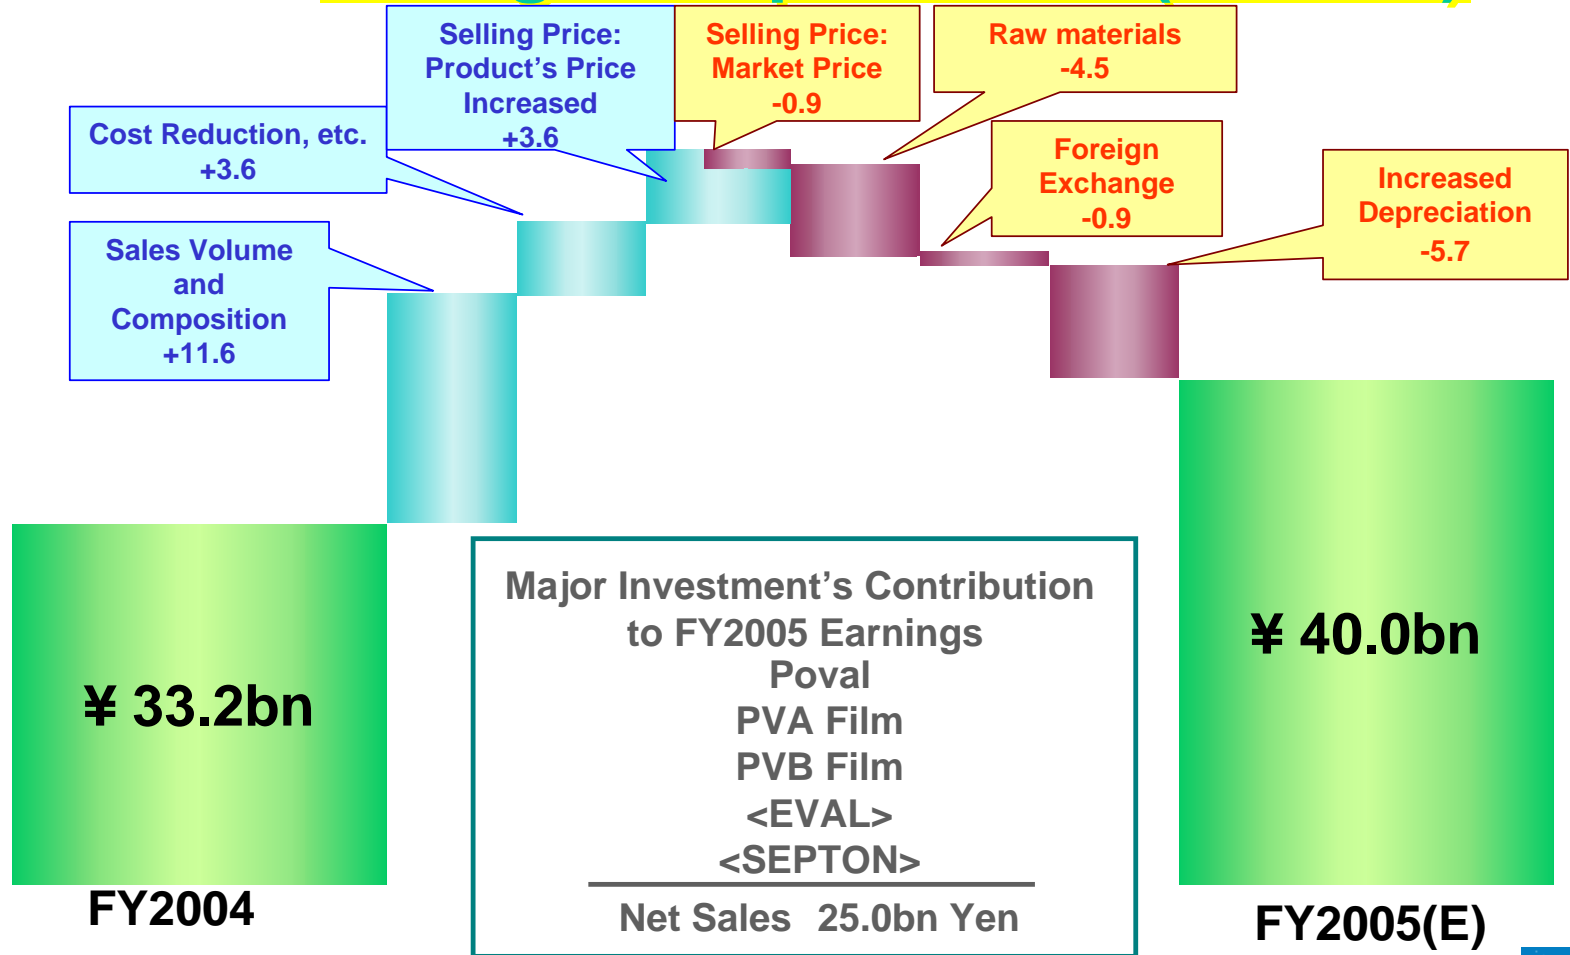 Selling Price:
Product's Price
Increased
+3.6
Selling Price:
Market Price
-0.9
Raw materials
-4.5
Cost Reduction, etc.
+3.6
Foreign
Exchange
-0.9
Increased
Depreciation
-5.7
Sales Volume
and
Composition
+11.6
Major Investment's Contribution
to FY2005 Earnings
Poval
PVA Film
PVB Film
<EVAL>
<SEPTON>
Net Sales 25.0bn Yen
¥ 33.2bn
¥ 40.0bn
FY2004
FY2005(E)